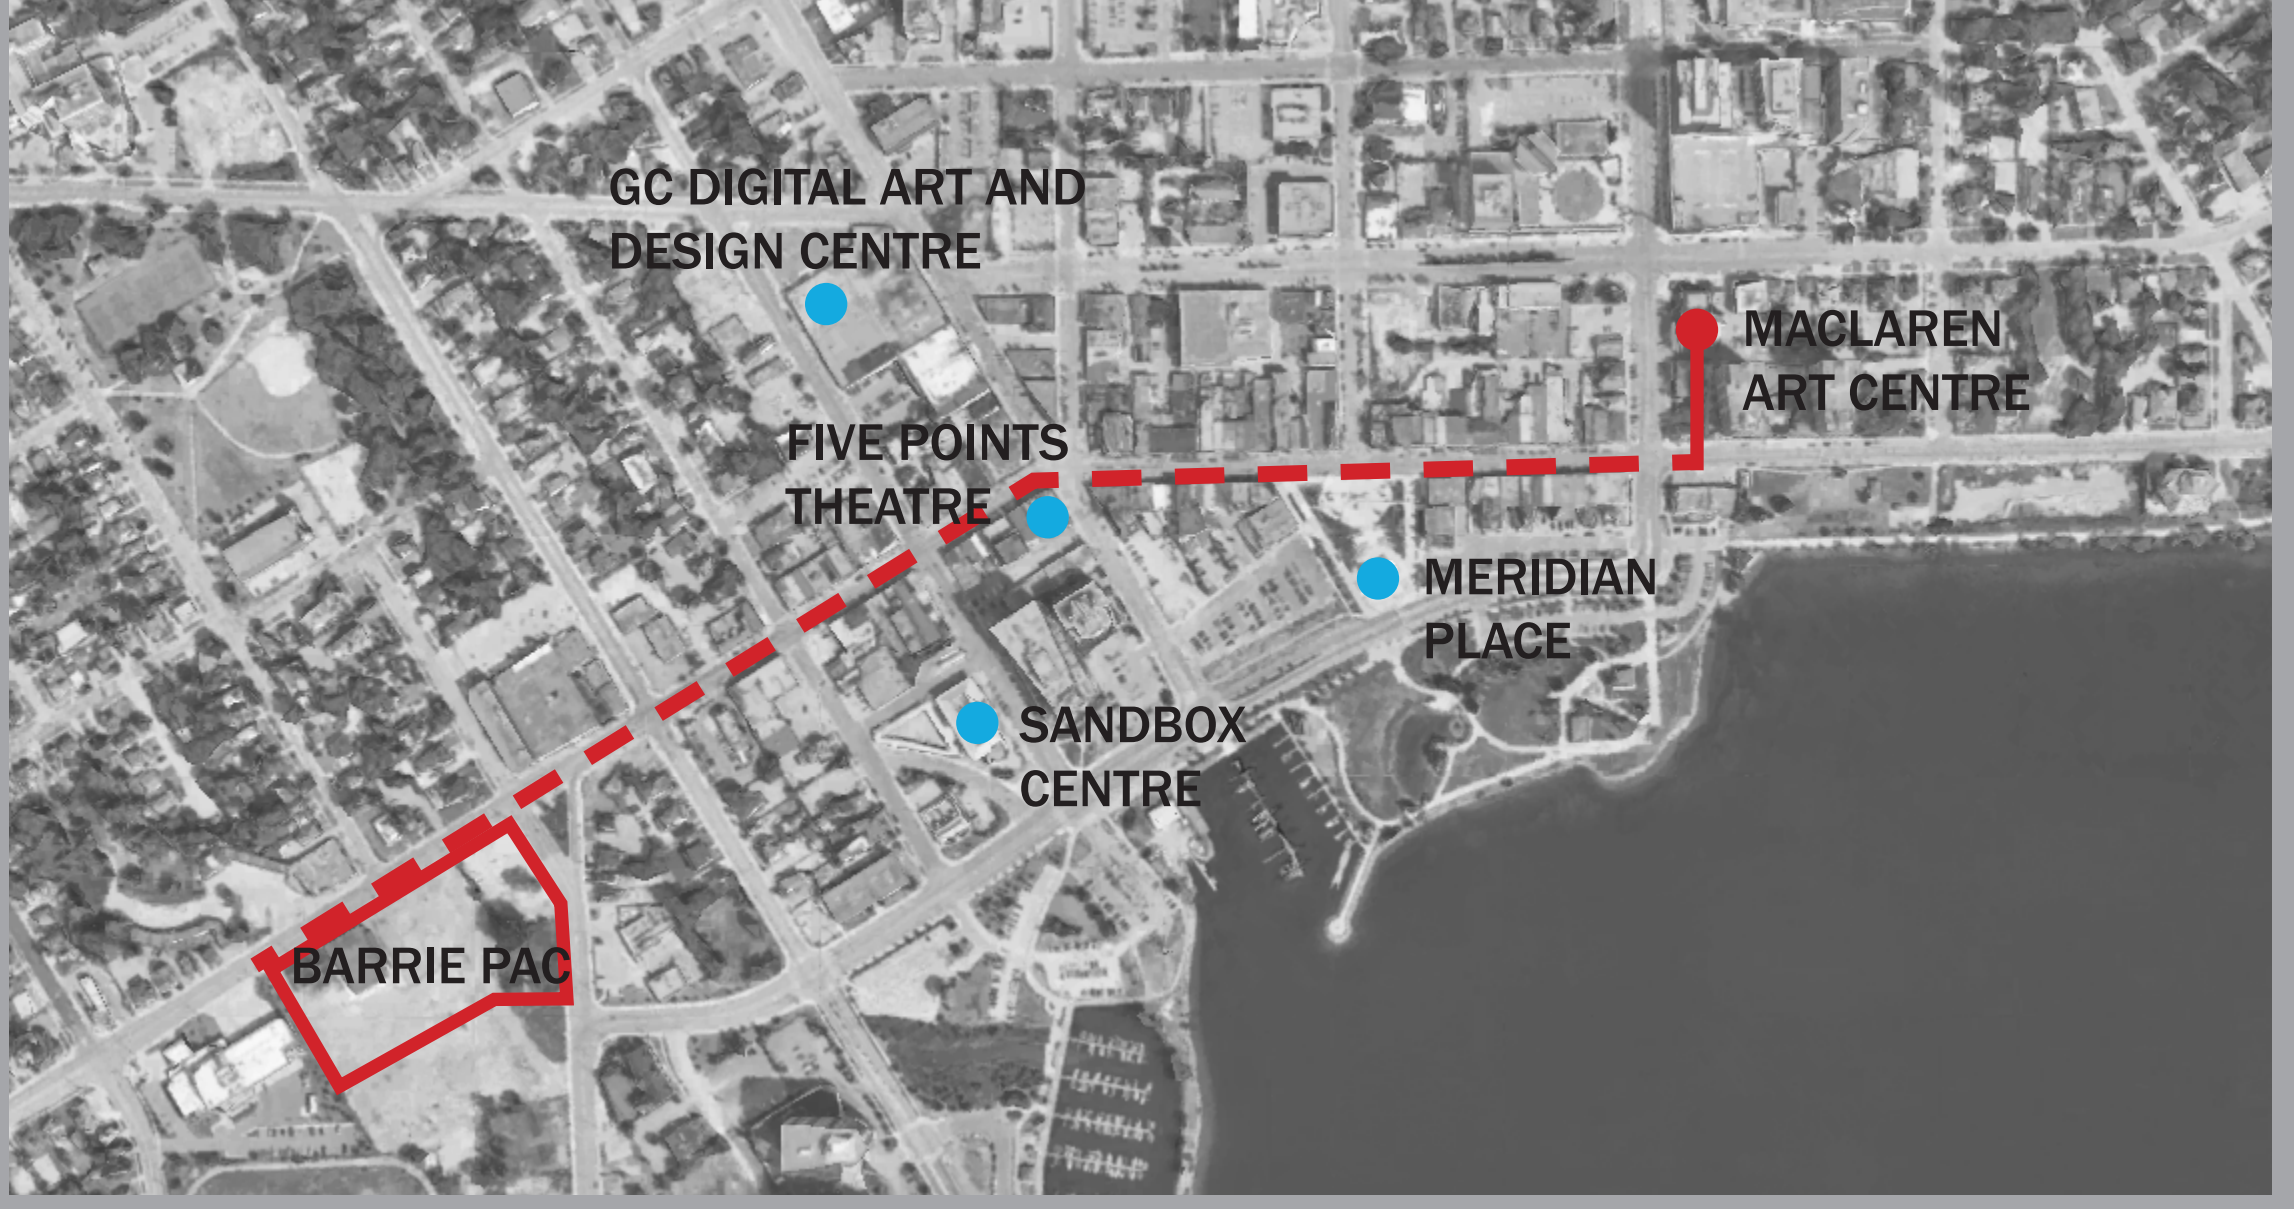 GC DIGITAL ART AND
DESIGN CENTRE
MACLAREN
ART CENTRE
FIVE POINTS
THEATRE
MERIDIAN
PLACE
SANDBOX
CENTRE
BARRIE PAC